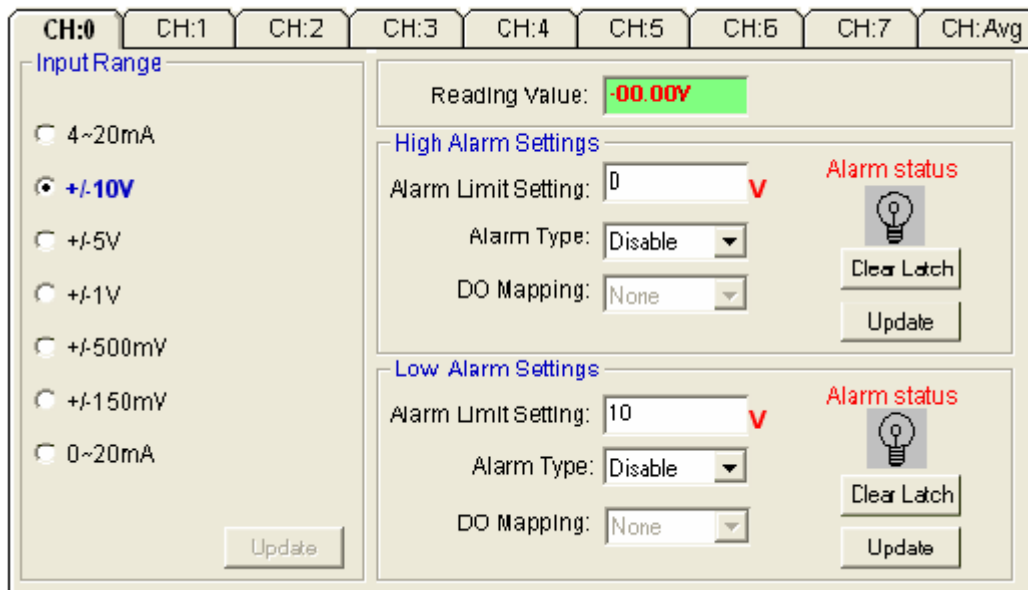 CH:0 CH:1 CH:2 CH:3 CH:4 CH:5 CH:6 CH:7 CH:Avg
Input Range
4~20mA
+/-10V
+/-5V
+/-1V
+/-500mV
+/-150mV
0~20mA
Update
Reading Value: -00.00V
High Alarm Settings
Alarm Limit Setting: 0 V
Alarm Type: Disable
DO Mapping: None
Alarm status
Clear Latch
Update
Low Alarm Settings
Alarm Limit Setting: 10 V
Alarm Type: Disable
DO Mapping: None
Alarm status
Clear Latch
Update